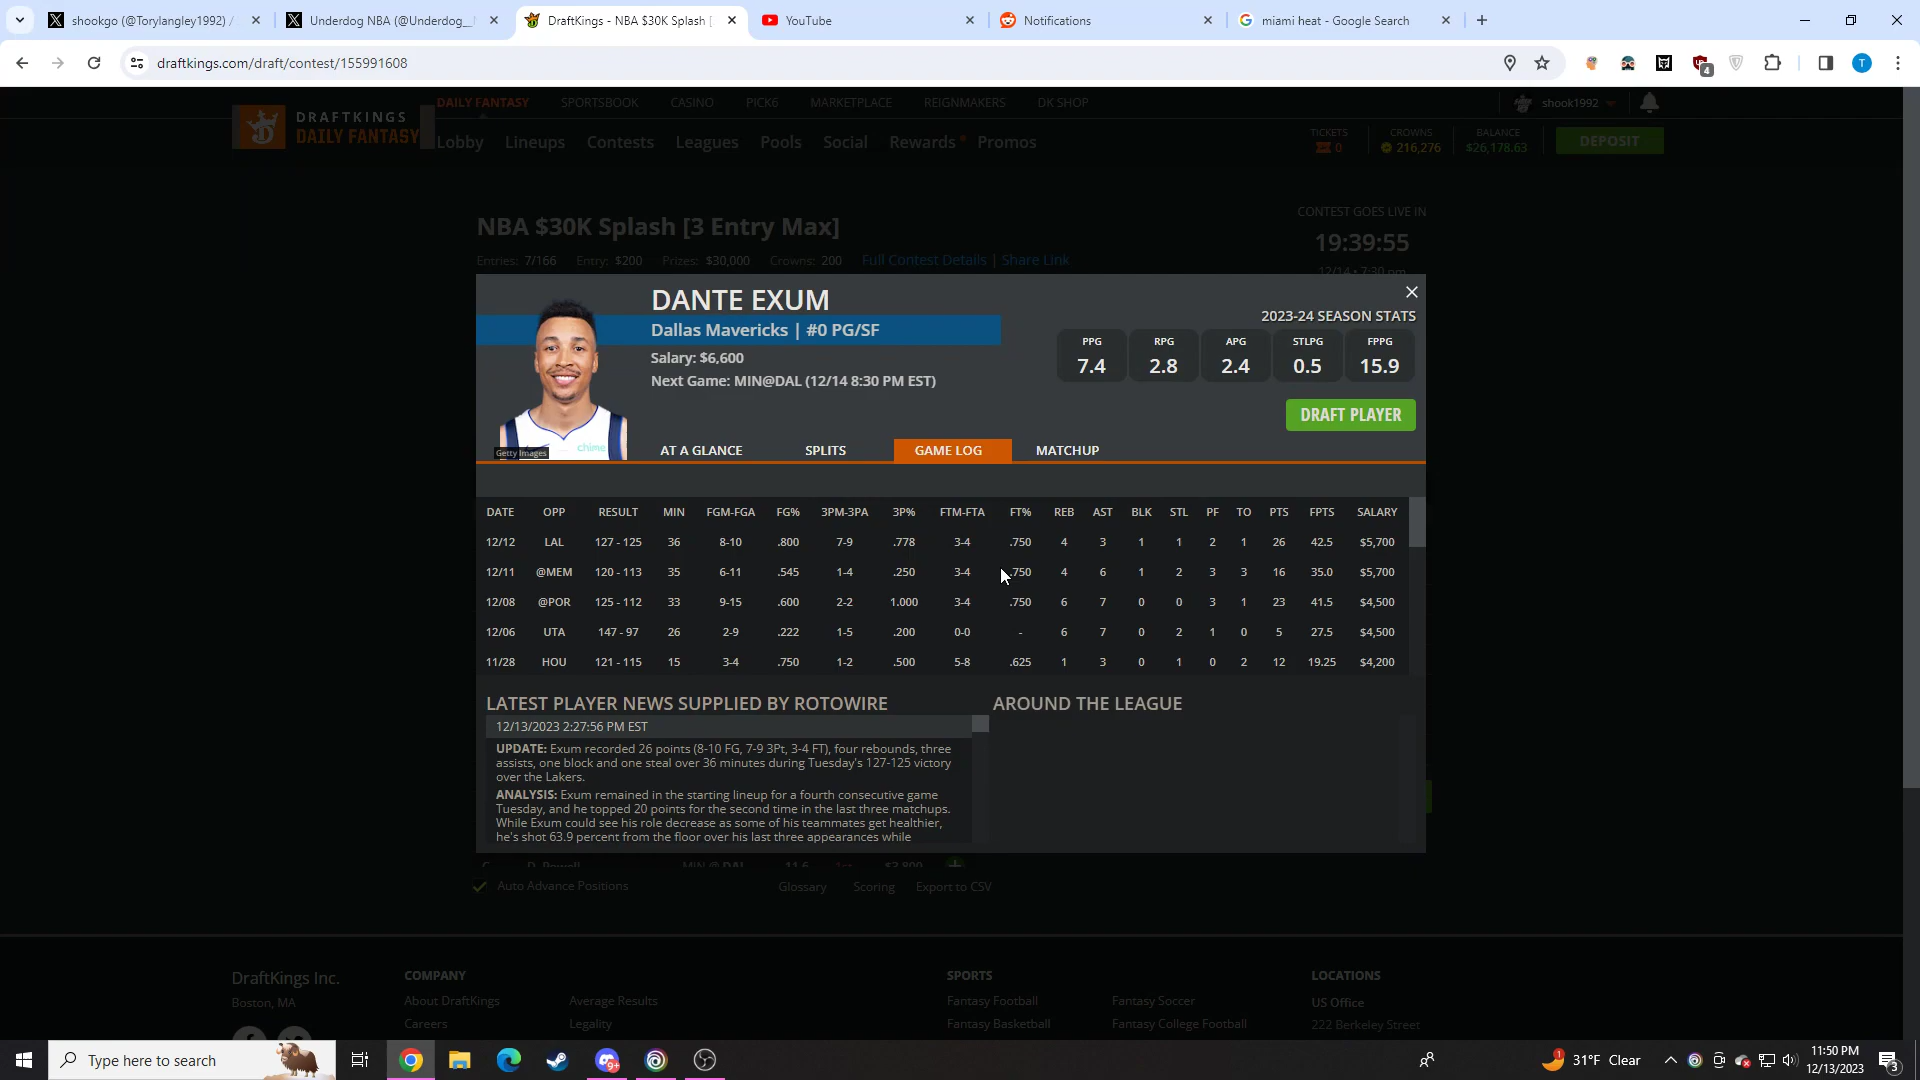 shookgo (@Torylangley1992) /
Underdog NBA (@Underdog__
DraftKings - NBA $30K Splash [
YouTube
Notifications
miami heat - Google Search
draftkings.com/draft/contest/155991608
4
T
DAILY FANTASY SPORTSBOOK CASINO PICK6 MARKETPLACE REIGNMAKERS DK SHOP
shook1992
DRAFTKINGS
DAILY FANTASY
Lobby Lineups Contests Leagues Pools Social Rewards Promos
TICKETS CROWNS BALANCE
0 216,276 $26,178.63
DEPOSIT
NBA $30K Splash [3 Entry Max]
CONTEST GOES LIVE IN
19:39:55
12/14 • 7:30 pm
Entries: 7/166 Entry: $200 Prizes: $30,000 Crowns: 200 Full Contest Details | Share Link
DANTE EXUM
Dallas Mavericks | #0 PG/SF
Salary: $6,600
Next Game: MIN@DAL (12/14 8:30 PM EST)
chime
Getty Images
2023-24 SEASON STATS
PPG RPG APG STLPG FPPG
7.4 2.8 2.4 0.5 15.9
DRAFT PLAYER
AT A GLANCE SPLITS GAME LOG MATCHUP
DATE OPP RESULT MIN FGM-FGA FG% 3PM-3PA 3P% FTM-FTA FT% REB AST BLK STL PF TO PTS FPTS SALARY
12/12 LAL 127 - 125 36 8-10 .800 7-9 .778 3-4 .750 4 3 1 1 2 1 26 42.5 $5,700
12/11 @MEM 120 - 113 35 6-11 .545 1-4 .250 3-4 .750 4 6 1 2 3 3 16 35.0 $5,700
12/08 @POR 125 - 112 33 9-15 .600 2-2 1.000 3-4 .750 6 7 0 0 3 1 23 41.5 $4,500
12/06 UTA 147 - 97 26 2-9 .222 1-5 .200 0-0 - 6 7 0 2 1 0 5 27.5 $4,500
11/28 HOU 121 - 115 15 3-4 .750 1-2 .500 5-8 .625 1 3 0 1 0 2 12 19.25 $4,200
LATEST PLAYER NEWS SUPPLIED BY ROTOWIRE
AROUND THE LEAGUE
12/13/2023 2:27:56 PM EST
UPDATE: Exum recorded 26 points (8-10 FG, 7-9 3Pt, 3-4 FT), four rebounds, three
assists, one block and one steal over 36 minutes during Tuesday's 127-125 victory
over the Lakers.
ANALYSIS: Exum remained in the starting lineup for a fourth consecutive game
Tuesday, and he topped 20 points for the second time in the last three matchups.
While Exum could see his role decrease as some of his teammates get healthier,
he's shot 63.9 percent from the floor over his last three appearances while
C D. Powell MIN @ DAL 11.6 1st $3,800
Auto Advance Positions
Glossary Scoring Export to CSV
DraftKings Inc.
Boston, MA
COMPANY
About DraftKings Average Results
Careers Legality
SPORTS
Fantasy Football Fantasy Soccer
Fantasy Basketball Fantasy College Football
LOCATIONS
US Office
222 Berkeley Street
Type here to search
9+
1
31°F Clear
11:50 PM
12/13/2023
3